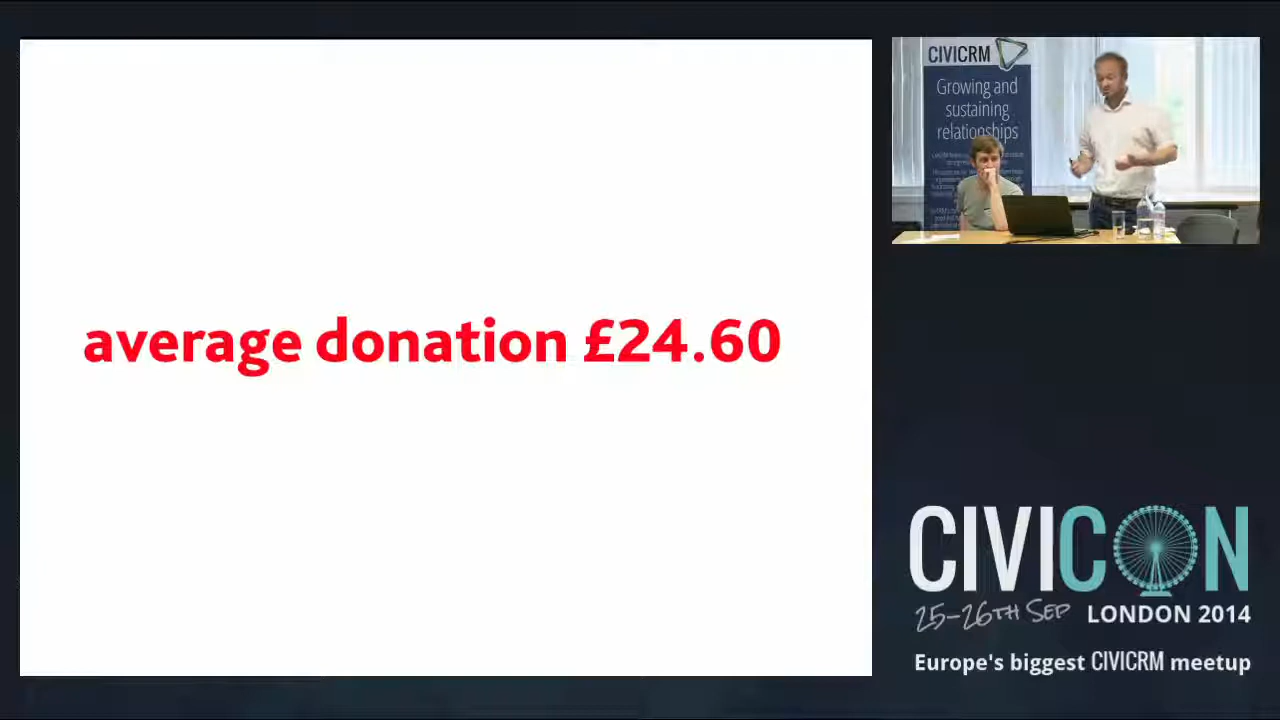 average donation £24.60
CIVICRM
Growing and
sustaining
relationships
CIVICON
25-26TH SEP LONDON 2014
Europe's biggest CIVICRM meetup